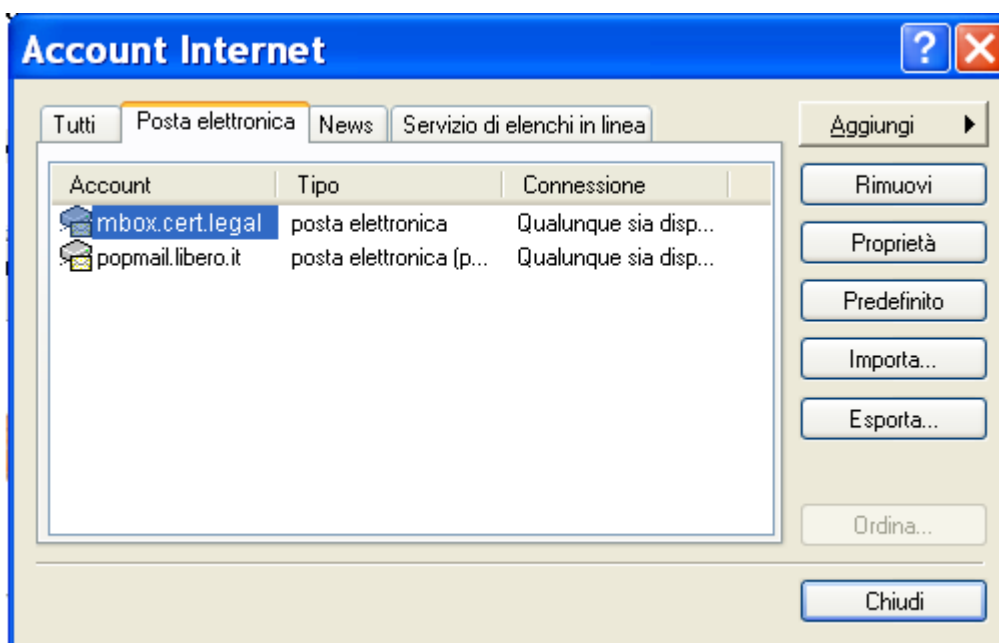 Account Internet
Tutti Posta elettronica News Servizio di elenchi in linea Aggiungi
Account Tipo Connessione Rimuovi
mbox.cert.legal posta elettronica Qualunque sia disp...
popmail.libero.it posta elettronica (p... Qualunque sia disp...
Proprietà
Predefinito
Importa...
Esporta...
Ordina...
Chiudi